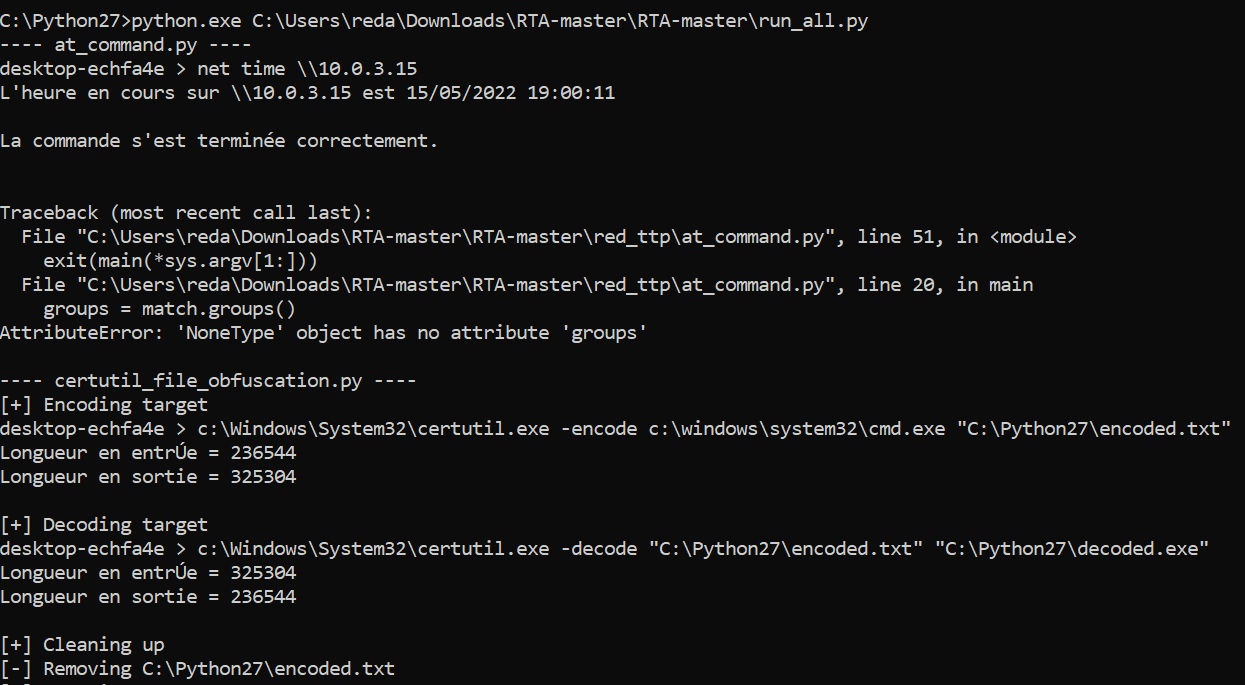 C:\Python27>python.exe C:\Users\reda\Downloads\RTA-master\RTA-master\run_all.py
---- at_command.py ----
desktop-echfa4e > net time \\10.0.3.15
L'heure en cours sur \\10.0.3.15 est 15/05/2022 19:00:11
La commande s'est terminée correctement.
Traceback (most recent call last):
  File "C:\Users\reda\Downloads\RTA-master\RTA-master\red_ttp\at_command.py", line 51, in <module>
    exit(main(*sys.argv[1:]))
  File "C:\Users\reda\Downloads\RTA-master\RTA-master\red_ttp\at_command.py", line 20, in main
    groups = match.groups()
AttributeError: 'NoneType' object has no attribute 'groups'
---- certutil_file_obfuscation.py ----
[+] Encoding target
desktop-echfa4e > c:\Windows\System32\certutil.exe -encode c:\windows\system32\cmd.exe "C:\Python27\encoded.txt"
Longueur en entrÚe = 236544
Longueur en sortie = 325304
[+] Decoding target
desktop-echfa4e > c:\Windows\System32\certutil.exe -decode "C:\Python27\encoded.txt" "C:\Python27\decoded.exe"
Longueur en entrÚe = 325304
Longueur en sortie = 236544
[+] Cleaning up
[-] Removing C:\Python27\encoded.txt